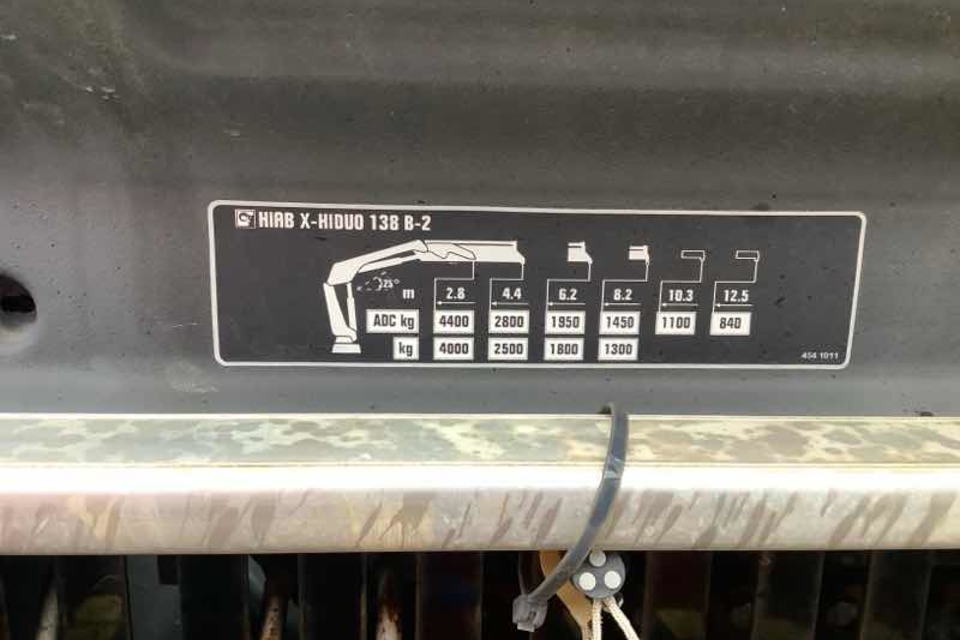 HIAB X-HIDUO 138 B-2
25°
m 2.8 4.4 6.2 8.2 10.3 12.5
ADC kg 4400 2800 1950 1450 1100 840
kg 4000 2500 1800 1300
454 1011